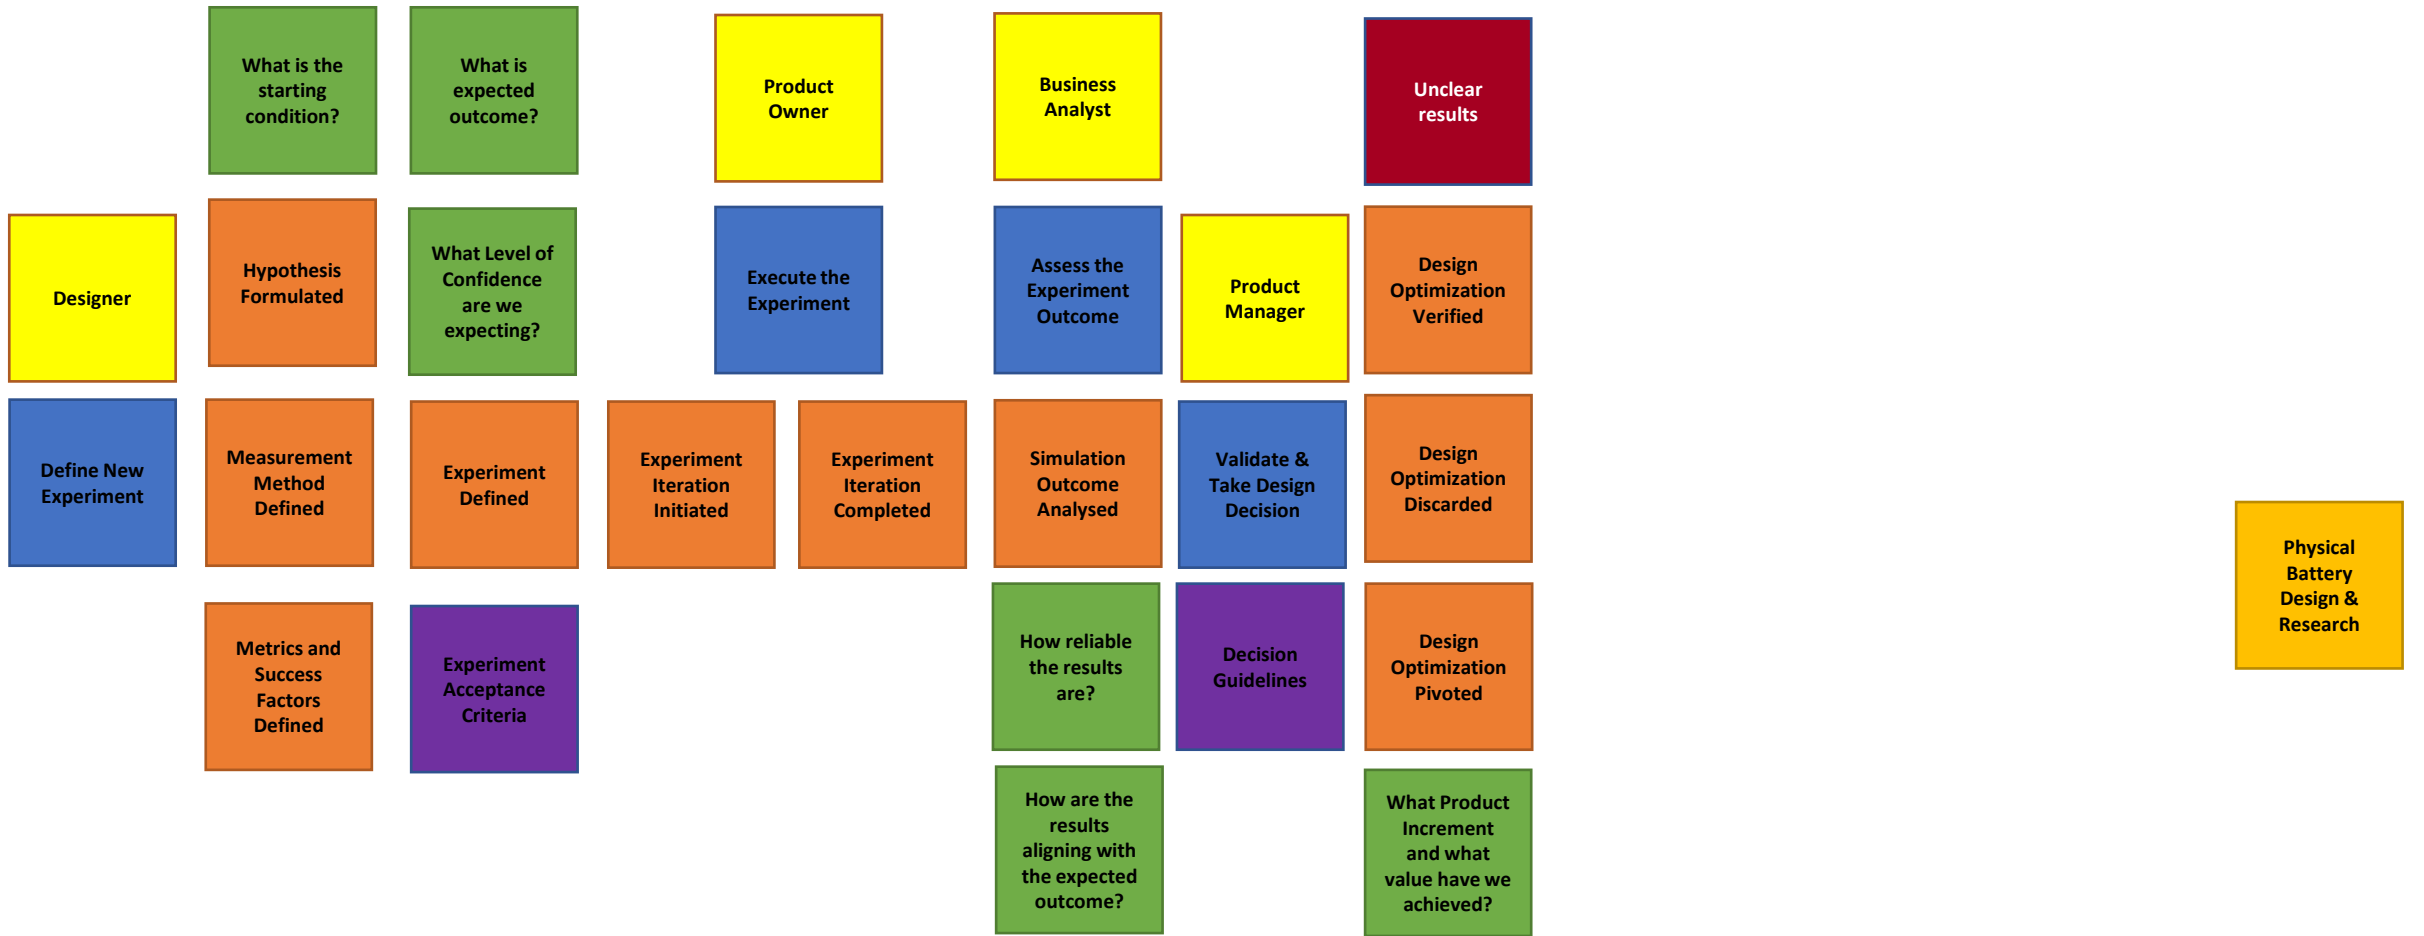 What is the
starting
condition?
What is
expected
outcome?
Product
Owner
Business
Analyst
Unclear
results
Designer
Hypothesis
Formulated
What Level of
Confidence
are we
expecting?
Execute the
Experiment
Assess the
Experiment
Outcome
Product
Manager
Design
Optimization
Verified
Define New
Experiment
Measurement
Method
Defined
Experiment
Defined
Experiment
Iteration
Initiated
Experiment
Iteration
Completed
Simulation
Outcome
Analysed
Validate &
Take Design
Decision
Design
Optimization
Discarded
Physical
Battery
Design &
Research
Metrics and
Success
Factors
Defined
Experiment
Acceptance
Criteria
How reliable
the results
are?
Decision
Guidelines
Design
Optimization
Pivoted
How are the
results
aligning with
the expected
outcome?
What Product
Increment
and what
value have we
achieved?